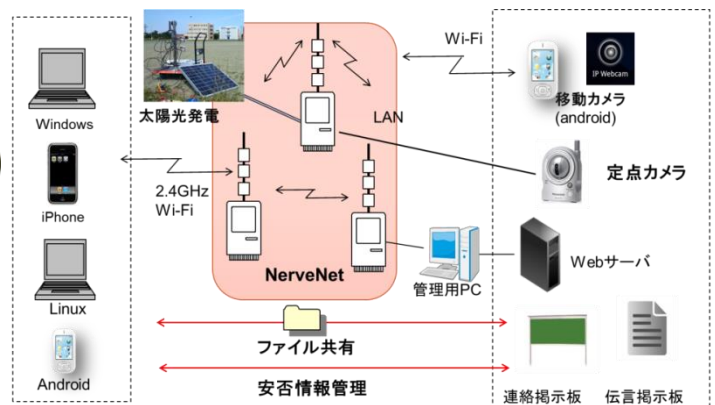 Windows
iPhone
Linux
Android
太陽光発電
2.4GHz
Wi-Fi
LAN
NerveNet
管理用PC
ファイル共有
安否情報管理
Wi-Fi
IP Webcam
移動カメラ
(android)
定点カメラ
Webサーバ
連絡掲示板
伝言掲示板